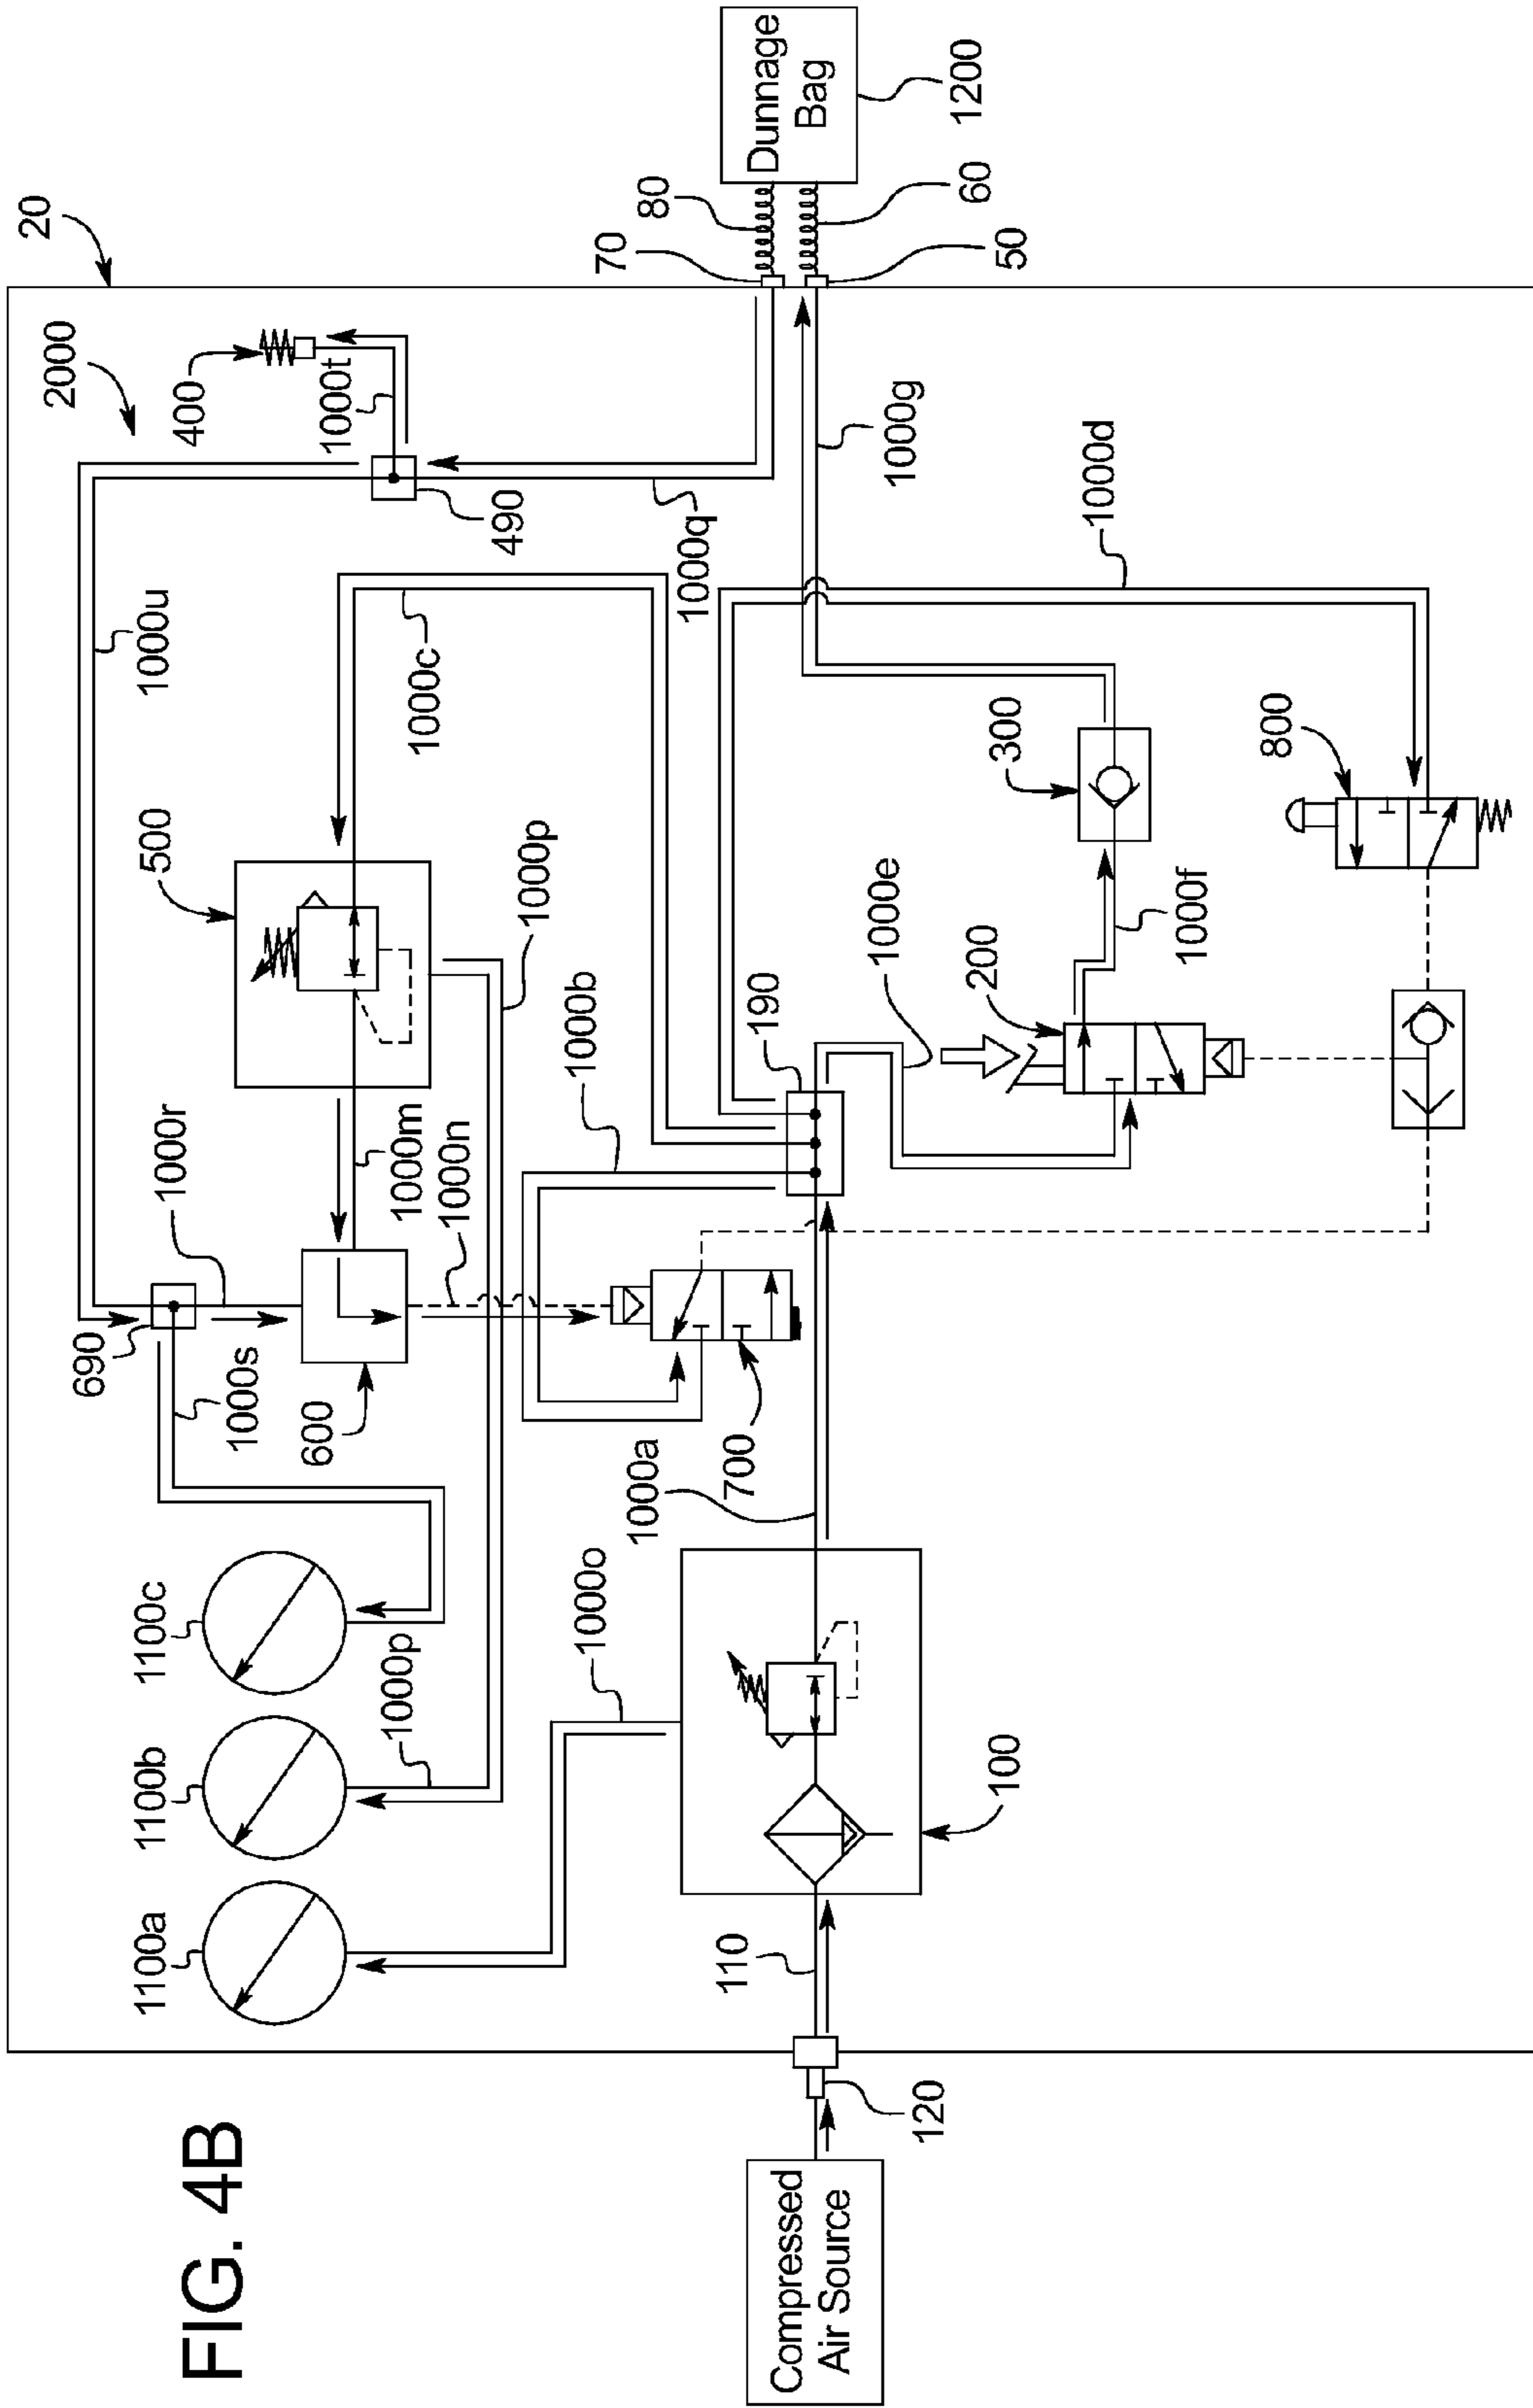 FIG. 4B
20
2000
400
1000t
490
1000q
1000u
1000c
70
80
60
50
Dunnage
Bag
1200
1000g
1000d
500
1000p
1000r
1000m
1000n
690
1000s
600
1000b
190
1000e
200
300
1000f
800
700
1000a
1100c
1100b
1100a
1000p
1000o
100
110
120
Compressed
Air Source